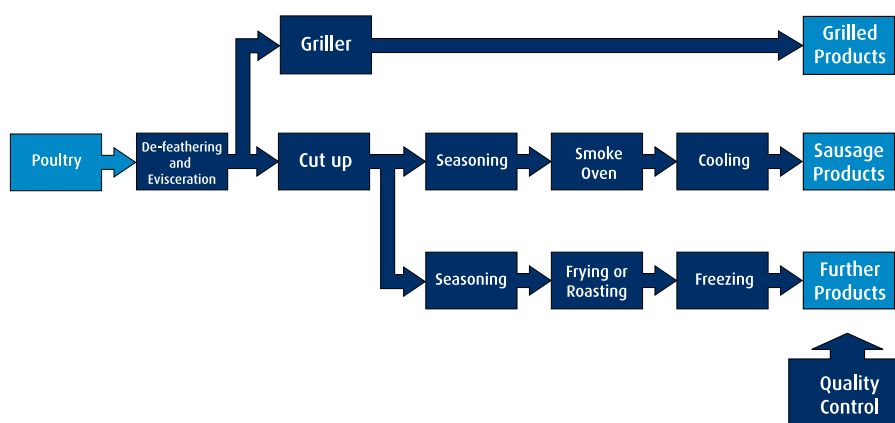 Griller
Grilled
Products
Poultry
De-feathering
and
Evisceration
Cut up
Seasoning
Smoke
Oven
Cooling
Sausage
Products
Seasoning
Frying or
Roasting
Freezing
Further
Products
Quality
Control